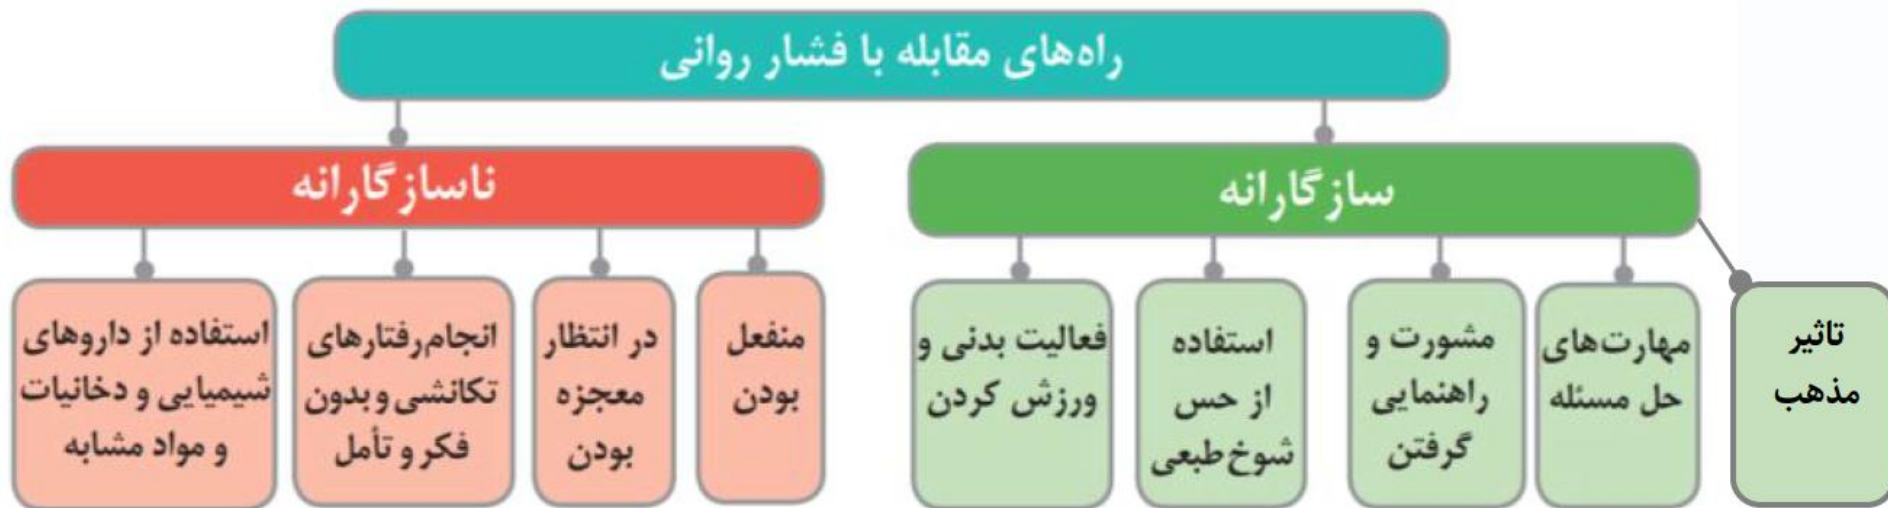 راه‌های مقابله با فشار روانی
سازگارانه
ناسازگارانه
تاثیر
مذهب
مهارت‌های
حل مسئله
مشورت و
راهنمایی
گرفتن
استفاده
از حس
شوخ‌طبعی
فعالیت بدنی و
ورزش کردن
منفعل
بودن
در انتظار
معجزه
بودن
انجام رفتارهای
تکانشی و بدون
فکر و تأمل
استفاده از داروهای
شیمیایی و دخانیات
و مواد مشابه